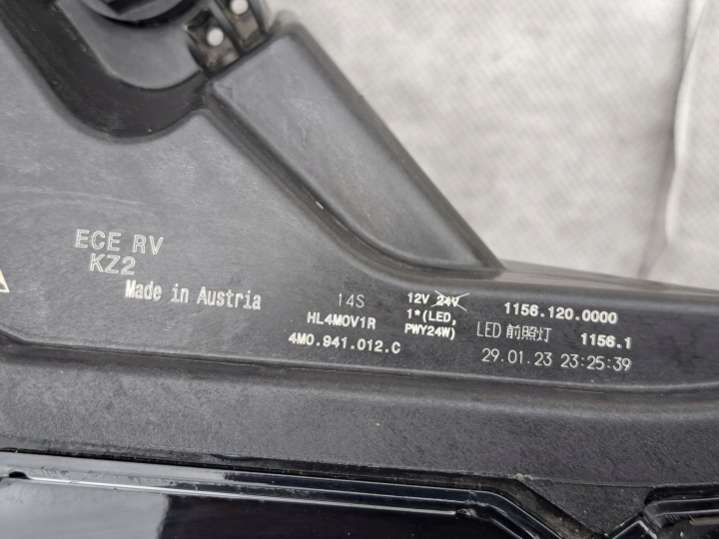 ECE RV
KZ2
Made in Austria
14S
HL4M0V1R
4M0.941.012.C
12V 24V
1*(LED,
PWY24W)
1156.120.0000
LED 前照灯 1156.1
29.01.23 23:25:39